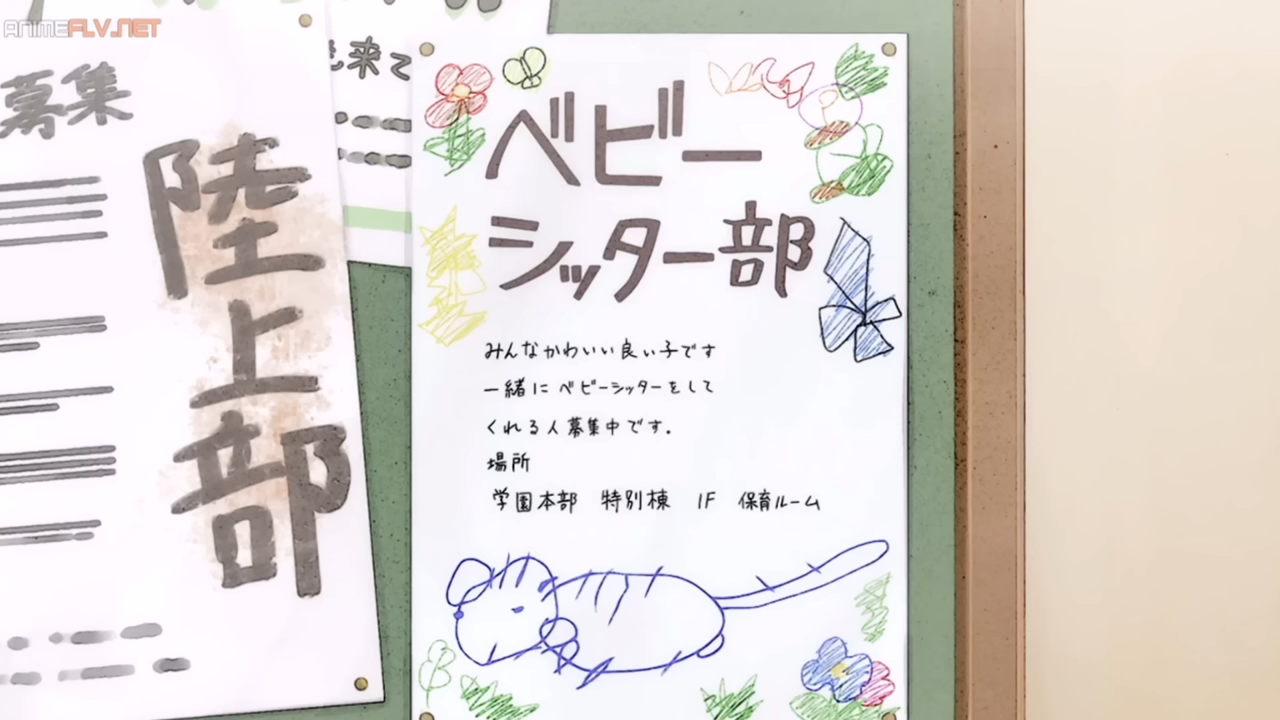 ANIMEFLV.NET
募集
陸上部
来て
ベビー
シッター部
みんなかわいい良い子です
一緒に ベビーシッターをして
くれる人募集中です。
場所
学園本部 特別棟 1F 保育ルーム